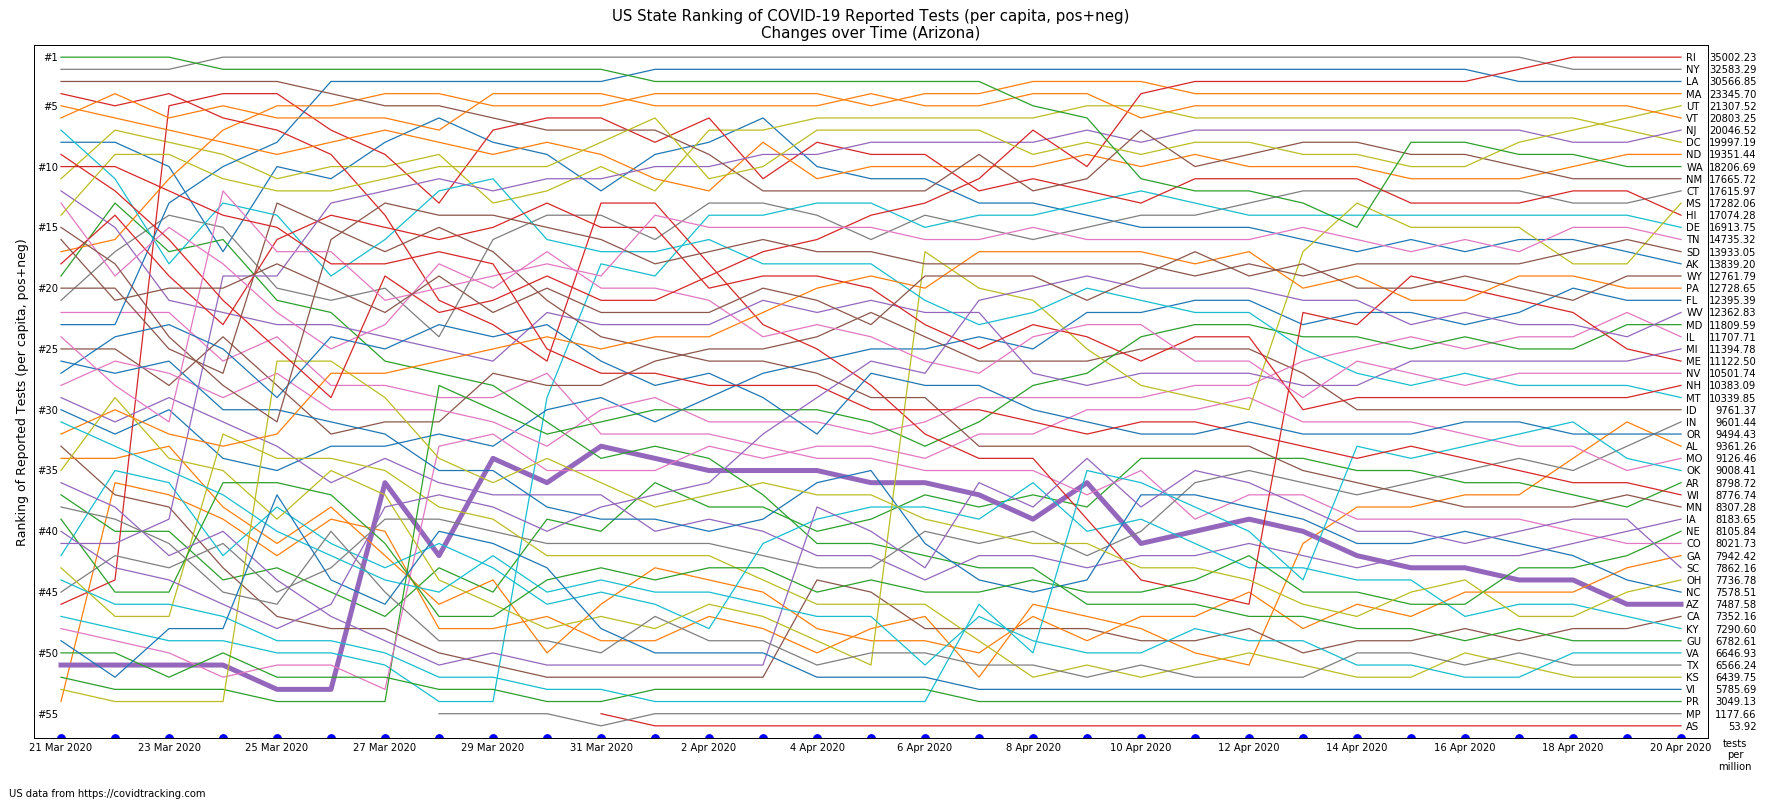 US State Ranking of COVID-19 Reported Tests (per capita, pos+neg)
Changes over Time (Arizona)
Ranking of Reported Tests (per capita, pos+neg)
#1
#5
#10
#15
#20
#25
#30
#35
#40
#45
#50
#55
RI 35002.23
NY 32583.29
LA 30566.85
MA 23345.70
UT 21307.52
VT 20803.25
NJ 20046.52
DC 19997.19
ND 19351.44
WA 18206.69
NM 17665.72
CT 17615.97
MS 17282.06
HI 17074.28
DE 16913.75
TN 14735.32
SD 13933.05
AK 13839.20
WY 12761.79
PA 12728.65
FL 12395.39
WV 12362.83
MD 11809.59
IL 11707.71
MI 11394.78
ME 11122.50
NV 10501.74
NH 10383.09
MT 10339.85
ID 9761.37
IN 9601.44
OR 9494.43
AL 9361.26
MO 9126.46
OK 9008.41
AR 8798.72
WI 8776.74
MN 8307.28
IA 8183.65
NE 8105.84
CO 8021.73
GA 7942.42
SC 7862.16
OH 7736.78
NC 7578.51
AZ 7487.58
CA 7352.16
KY 7290.60
GU 6782.61
VA 6646.93
TX 6566.24
KS 6439.75
VI 5785.69
PR 3049.13
MP 1177.66
AS 53.92
21 Mar 2020 23 Mar 2020 25 Mar 2020 27 Mar 2020 29 Mar 2020 31 Mar 2020 2 Apr 2020 4 Apr 2020 6 Apr 2020 8 Apr 2020 10 Apr 2020 12 Apr 2020 14 Apr 2020 16 Apr 2020 18 Apr 2020 20 Apr 2020
tests
per
million
US data from https://covidtracking.com